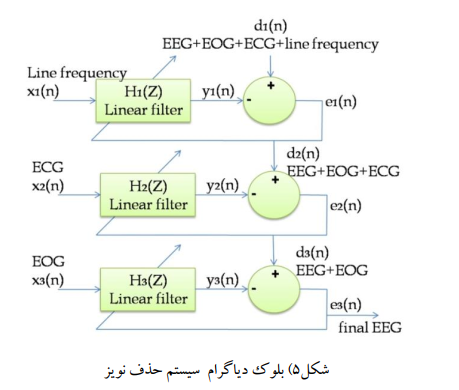 d1(n)
EEG+EOG+ECG+line frequency
Line frequency
x1(n)
H1(Z)
Linear filter
y1(n)
+
-
e1(n)
d2(n)
EEG+EOG+ECG
ECG
x2(n)
H2(Z)
Linear filter
y2(n)
+
-
e2(n)
d3(n)
EEG+EOG
EOG
x3(n)
H3(Z)
Linear filter
y3(n)
+
-
e3(n)
final EEG
شکل۵) بلوک دیاگرام سیستم حذف نویز